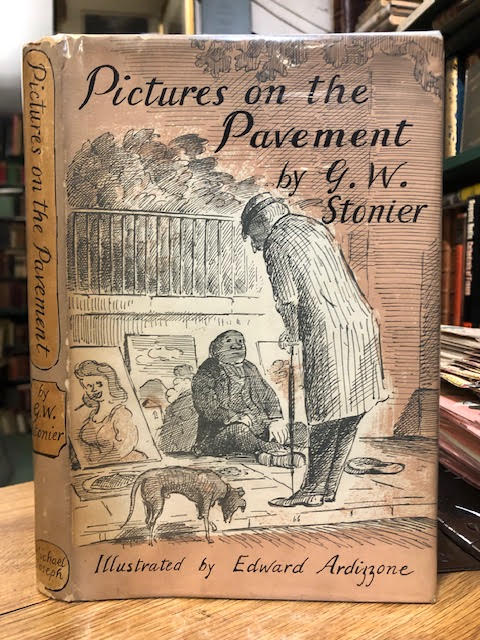 Pictures on the Pavement
by
G. W.
Stonier
Michael
Joseph
Pictures on the
Pavement
by G. W.
Stonier
Illustrated by Edward Ardizzone